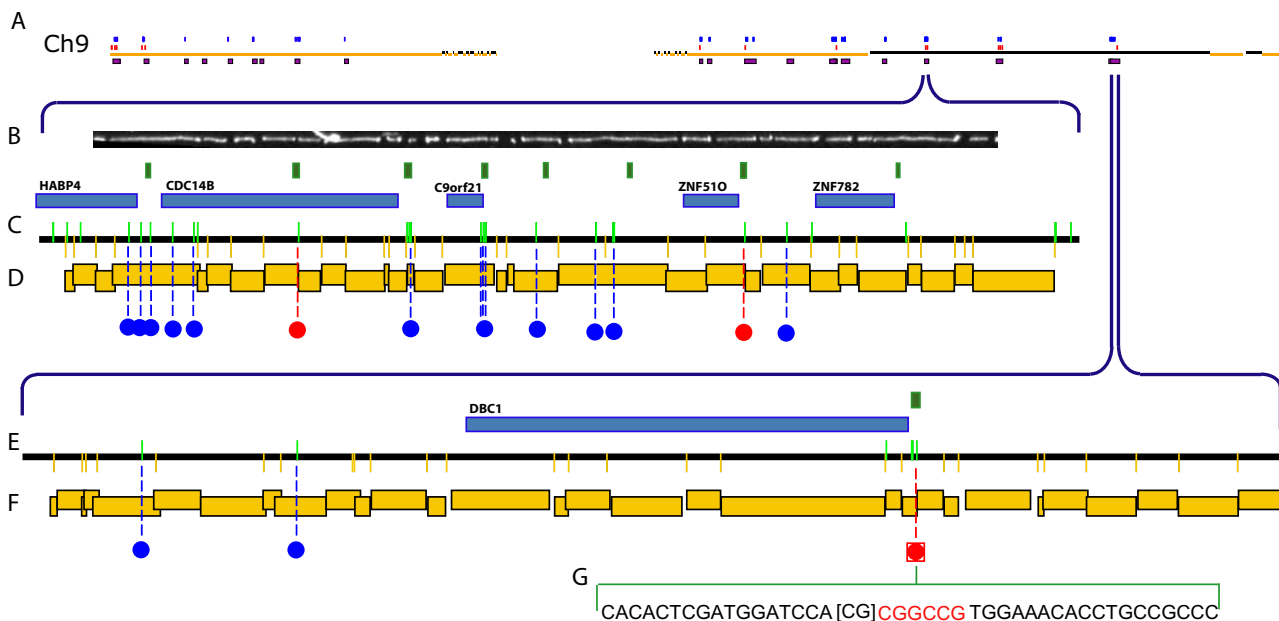 A
Ch9
B
HABP4 CDC14B C9orf21 ZNF51O ZNF782
C
D
DBC1
E
F
G
CACACTCGATGGATCCA [CG] CGGCCG TGGAAACACCTGCCGCCC